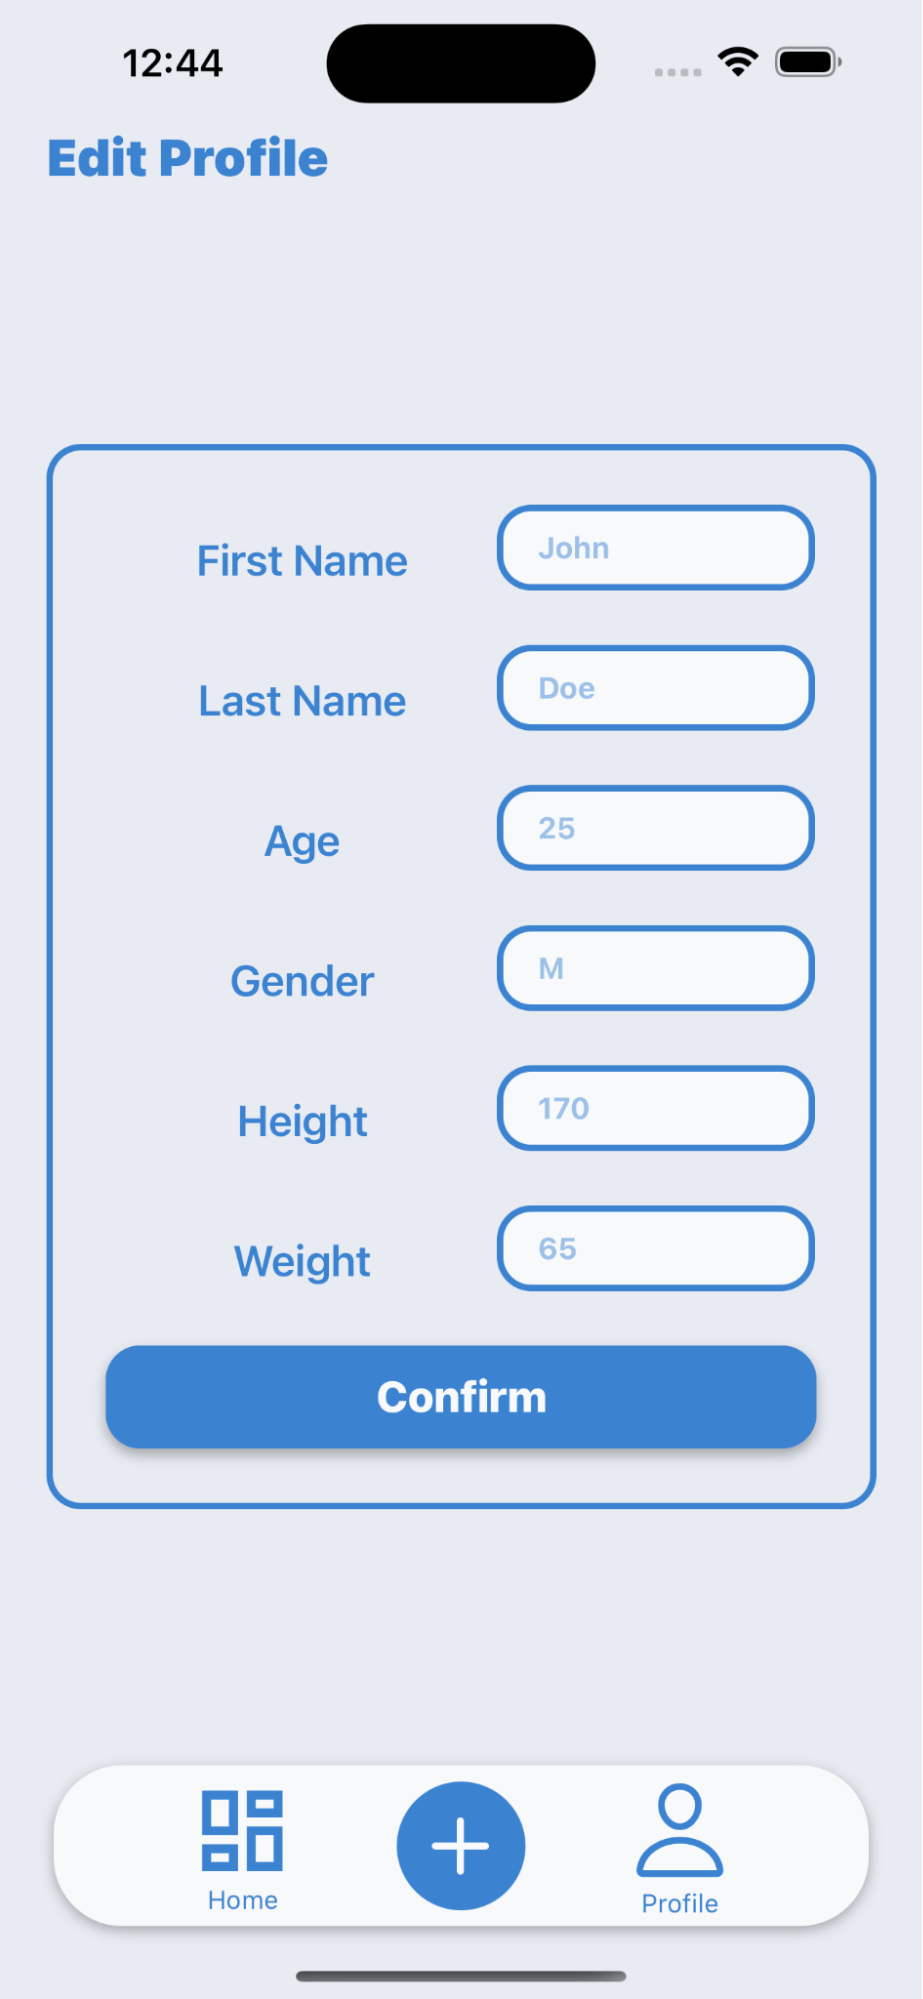 12:44
Edit Profile
First Name John
Last Name Doe
Age 25
Gender M
Height 170
Weight 65
Confirm
Home Profile